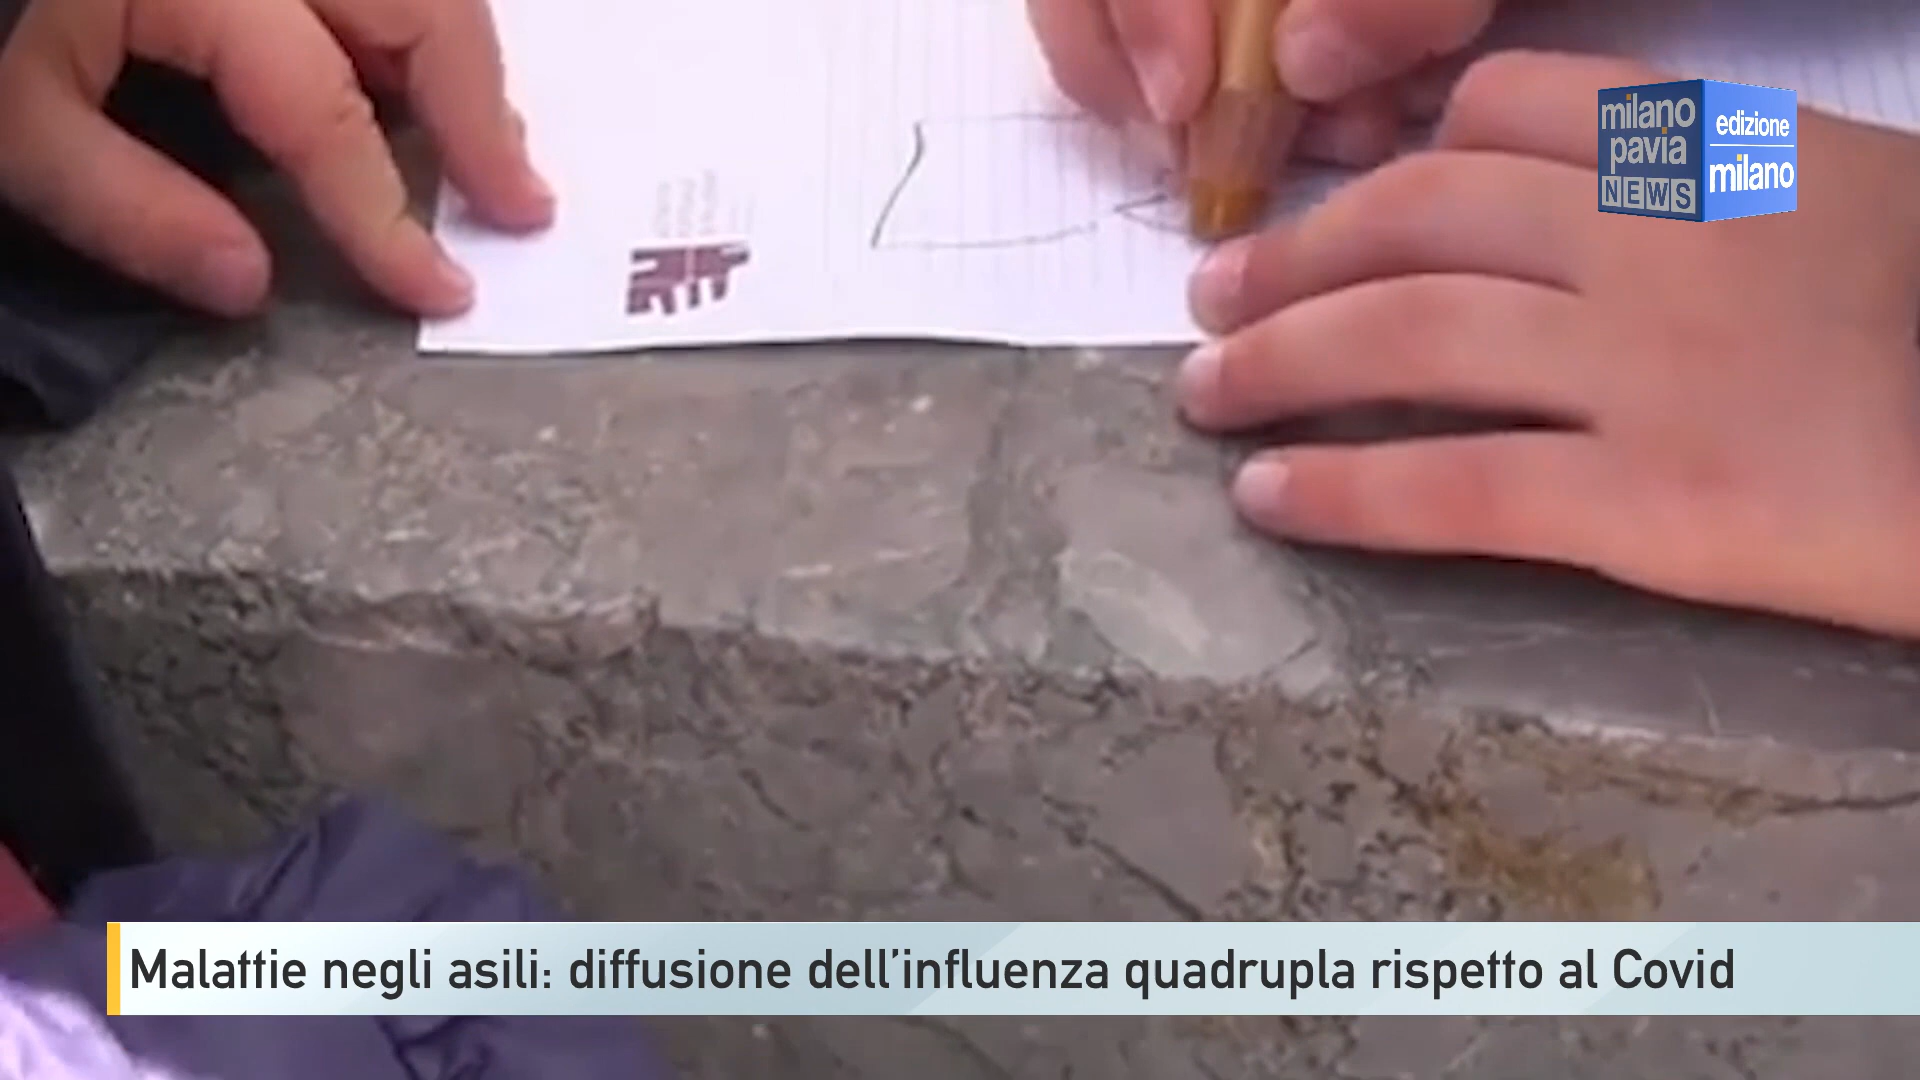 milano
pavia
NEWS
edizione
milano
Malattie negli asili: diffusione dell'influenza quadrupla rispetto al Covid